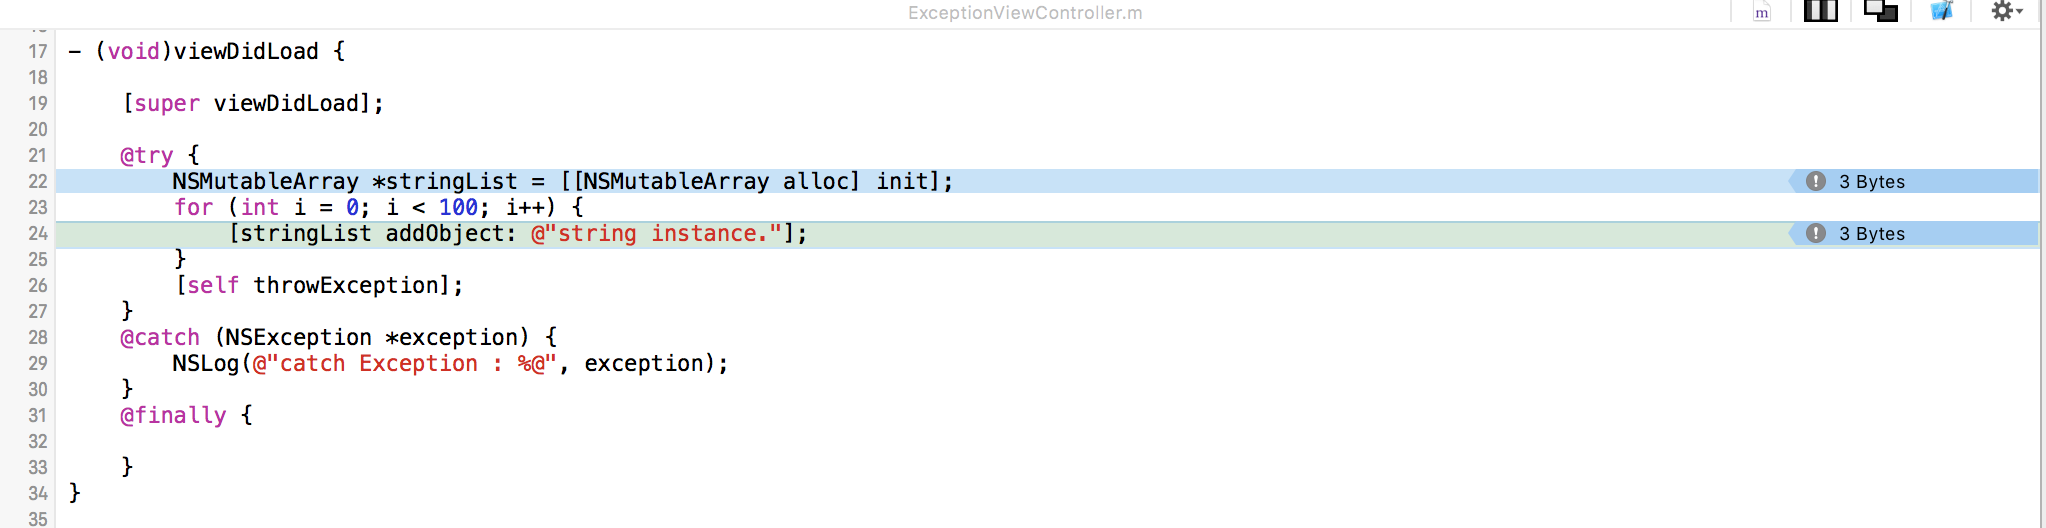 ExceptionViewController.m
m
17 - (void)viewDidLoad {
18
19 [super viewDidLoad];
20
21 @try {
22 NSMutableArray *stringList = [[NSMutableArray alloc] init]; ! 3 Bytes
23 for (int i = 0; i < 100; i++) {
24 [stringList addObject: @"string instance."]; ! 3 Bytes
25 }
26 [self throwException];
27 }
28 @catch (NSException *exception) {
29 NSLog(@"catch Exception : %@", exception);
30 }
31 @finally {
32
33 }
34 }
35